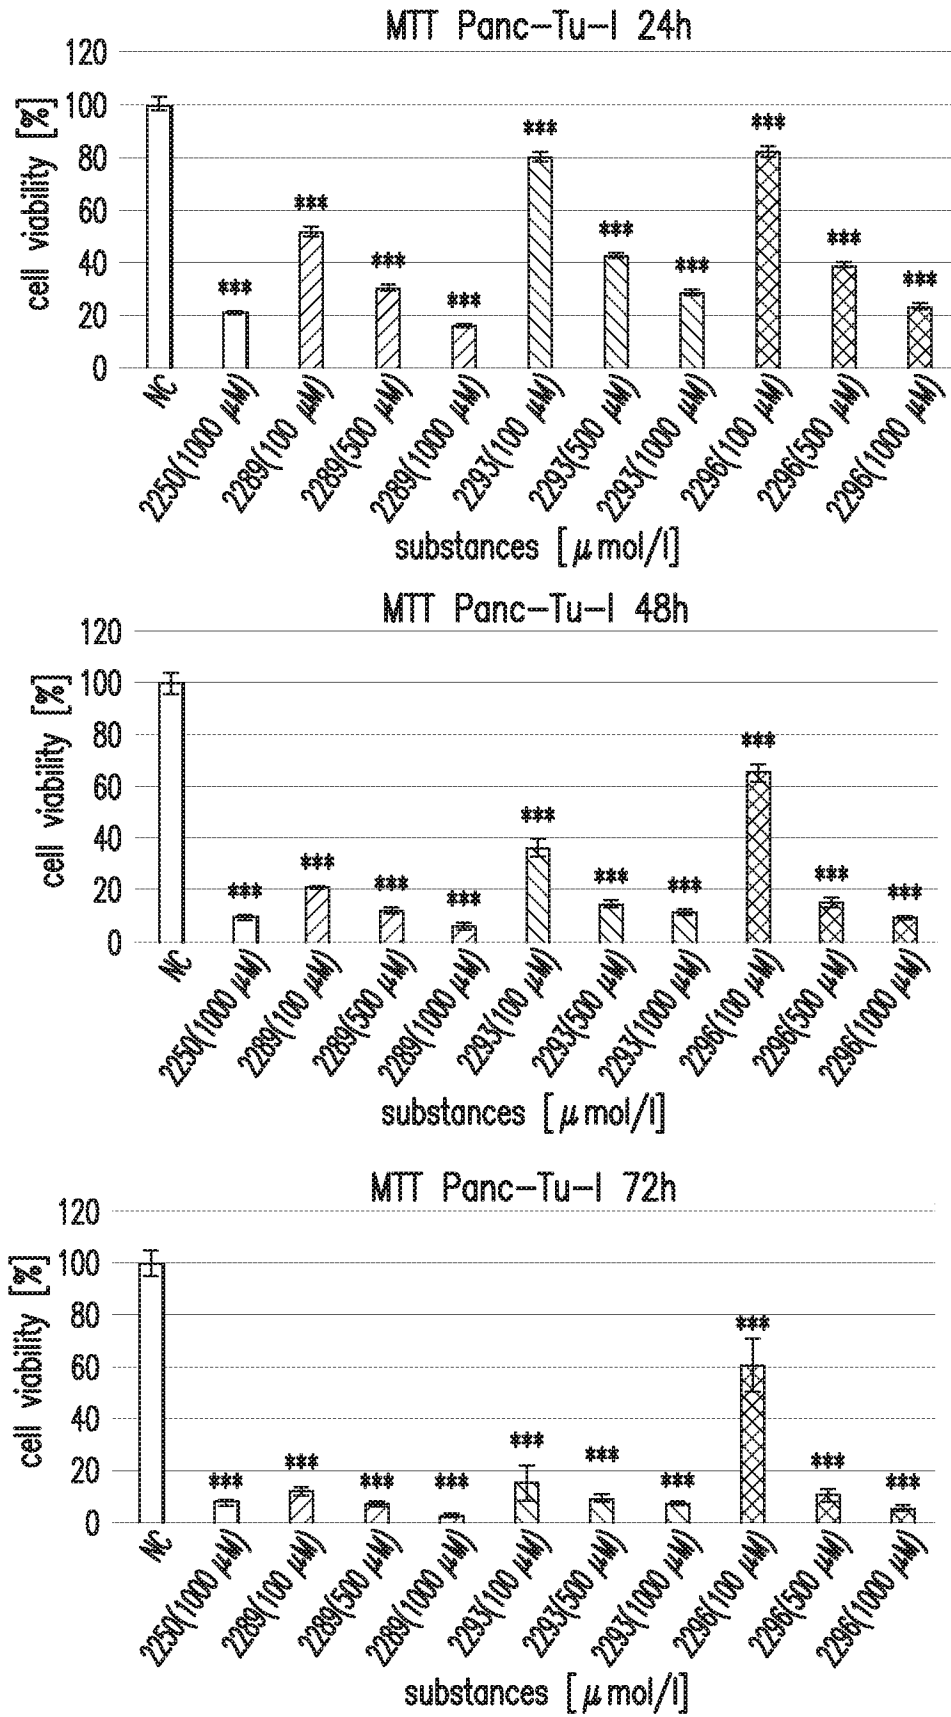 MTT Panc-Tu-I 24h
cell viability [%]
120
100
80
60
40
20
0
***
***
***
***
***
***
***
***
***
***
NC
2250(1000 μM)
2289(100 μM)
2289(500 μM)
2289(1000 μM)
2293(100 μM)
2293(500 μM)
2293(1000 μM)
2296(100 μM)
2296(500 μM)
2296(1000 μM)
substances [μmol/l]
MTT Panc-Tu-I 48h
cell viability [%]
120
100
80
60
40
20
0
***
***
***
***
***
***
***
***
***
***
NC
2250(1000 μM)
2289(100 μM)
2289(500 μM)
2289(1000 μM)
2293(100 μM)
2293(500 μM)
2293(1000 μM)
2296(100 μM)
2296(500 μM)
2296(1000 μM)
substances [μmol/l]
MTT Panc-Tu-I 72h
cell viability [%]
120
100
80
60
40
20
0
***
***
***
***
***
***
***
***
***
***
NC
2250(1000 μM)
2289(100 μM)
2289(500 μM)
2289(1000 μM)
2293(100 μM)
2293(500 μM)
2293(1000 μM)
2296(100 μM)
2296(500 μM)
2296(1000 μM)
substances [μmol/l]